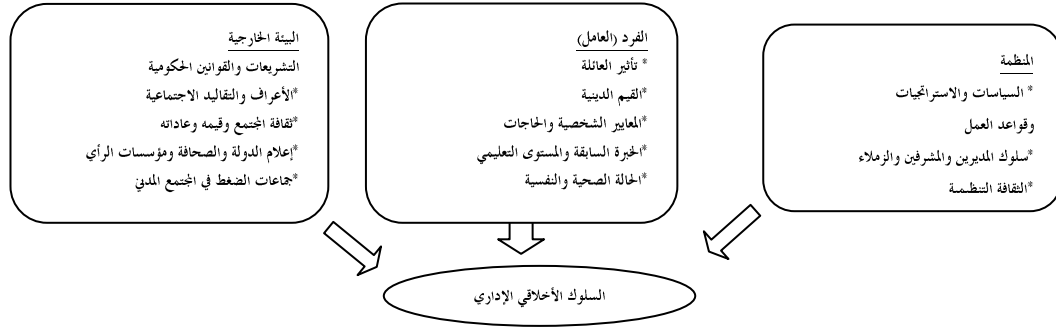 المنظمة
* السياسات والاستراتجيات
وقواعد العمل
*سلوك المديرين والمشرفين والزملاء
*الثقافة التنظيمية
الفرد (العامل)
* تأثير العائلة
*القيم الدينية
*المعايير الشخصية والحاجات
*الخبرة السابقة والمستوى التعليمي
*الحالة الصحية والنفسية
البيئة الخارجية
التشريعات والقوانين الحكومية
*الأعراف والتقاليد الاجتماعية
*ثقافة المجتمع وقيمه وعاداته
*إعلام الدولة والصحافة ومؤسسات الرأي
*جماعات الضغط في المجتمع المدني
السلوك الأخلاقي الإداري